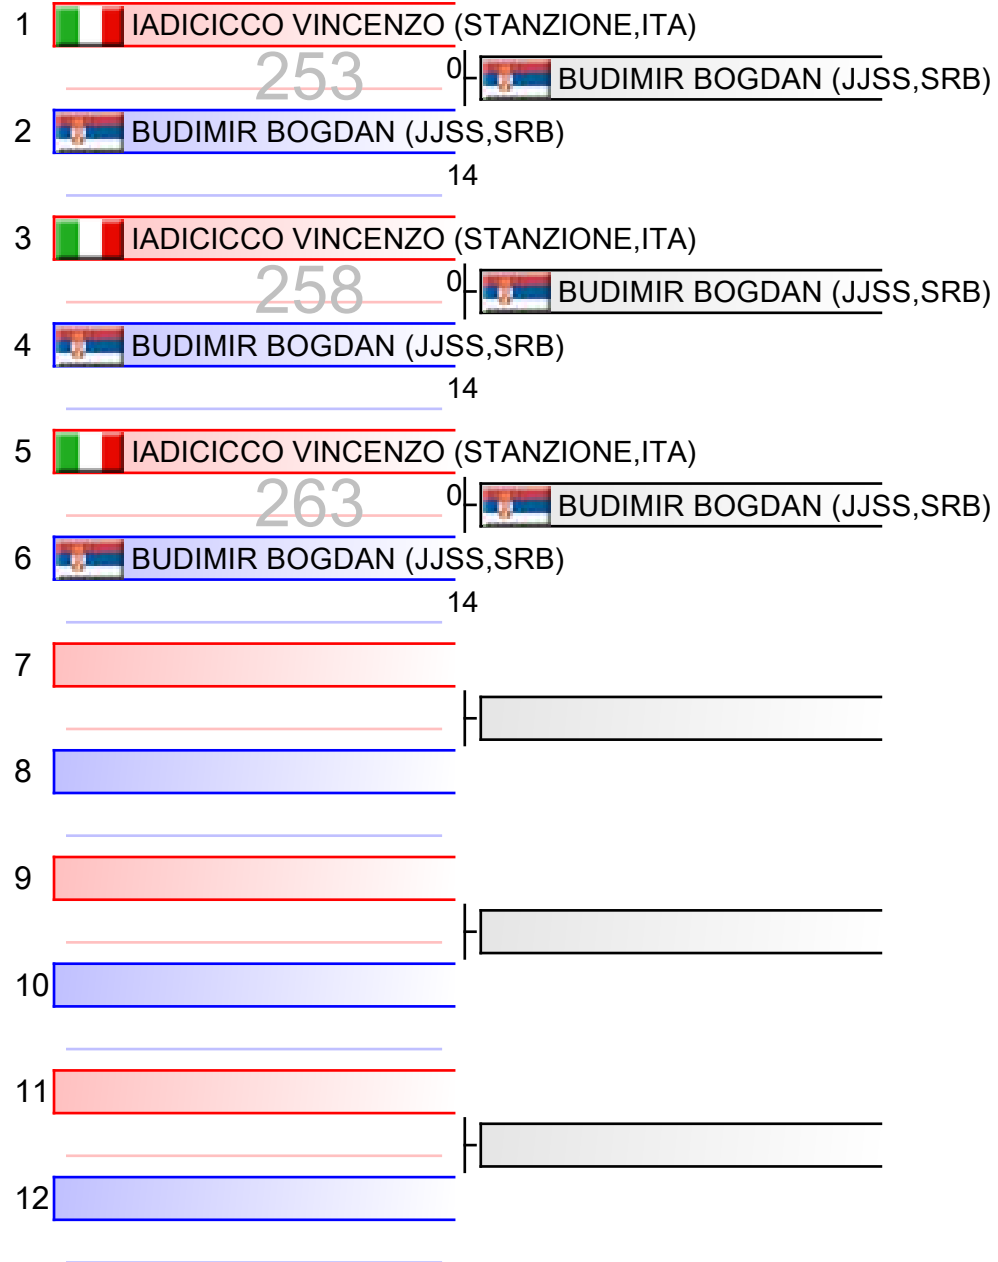 1 IADICICCO VINCENZO (STANZIONE,ITA)
253 0 BUDIMIR BOGDAN (JJSS,SRB)
2 BUDIMIR BOGDAN (JJSS,SRB)
14
3 IADICICCO VINCENZO (STANZIONE,ITA)
258 0 BUDIMIR BOGDAN (JJSS,SRB)
4 BUDIMIR BOGDAN (JJSS,SRB)
14
5 IADICICCO VINCENZO (STANZIONE,ITA)
263 0 BUDIMIR BOGDAN (JJSS,SRB)
6 BUDIMIR BOGDAN (JJSS,SRB)
14
7
8
9
10
11
12